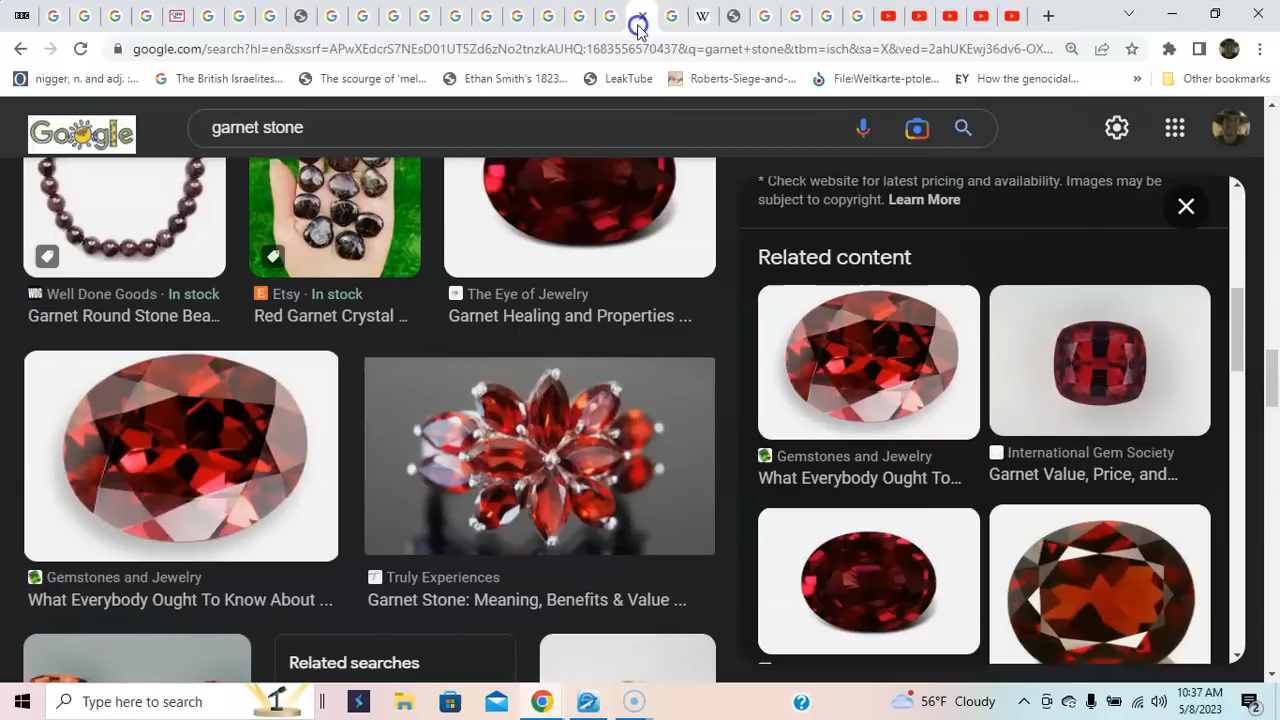 google.com/search?hl=en&sxsrf=APwXEdcrS7NEsD01UT5Zd6zNo2tnzkAUHQ:1683556570437&q=garnet+stone&tbm=isch&sa=X&ved=2ahUKEwj36dv6-OX...
nigger, n. and adj. :...
The British Israelites...
The scourge of 'mel...
Ethan Smith's 1823...
LeakTube
Roberts-Siege-and-...
File:Weltkarte-ptole...
EY How the genocidal...
»
Other bookmarks
Google
garnet stone
* Check website for latest pricing and availability. Images may be
subject to copyright. Learn More
Related content
Well Done Goods · In stock
Garnet Round Stone Bea...
Etsy · In stock
Red Garnet Crystal ...
The Eye of Jewelry
Garnet Healing and Properties ...
Gemstones and Jewelry
What Everybody Ought To...
International Gem Society
Garnet Value, Price, and...
Gemstones and Jewelry
What Everybody Ought To Know About ...
Truly Experiences
Garnet Stone: Meaning, Benefits & Value ...
Related searches
Type here to search
56°F Cloudy
10:37 AM
5/8/2023
2